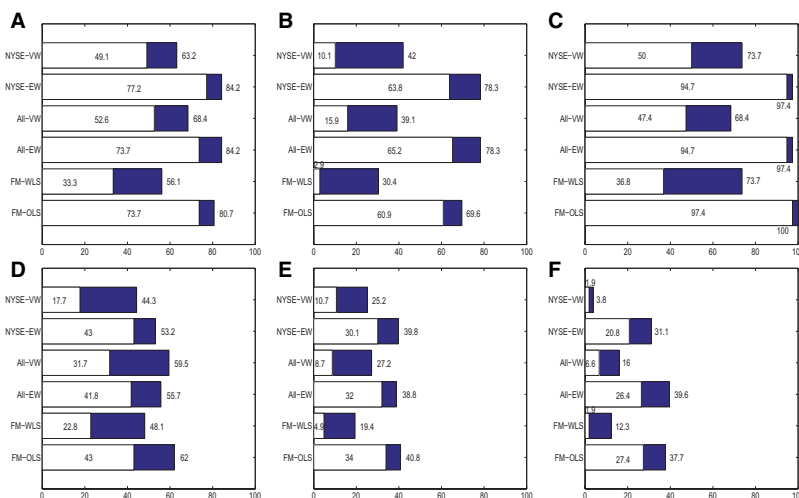 A
NYSE-VW 49.1 63.2
NYSE-EW 77.2 84.2
All-VW 52.6 68.4
All-EW 73.7 84.2
FM-WLS 33.3 56.1
FM-OLS 73.7 80.7
0 20 40 60 80 100
B
NYSE-VW 10.1 42
NYSE-EW 63.8 78.3
All-VW 15.9 39.1
All-EW 65.2 78.3
FM-WLS 2.9 30.4
FM-OLS 60.9 69.6
0 20 40 60 80 100
C
NYSE-VW 50 73.7
NYSE-EW 94.7 97.4
All-VW 47.4 68.4
All-EW 94.7 97.4
FM-WLS 36.8 73.7
FM-OLS 97.4 100
0 20 40 60 80 100
D
NYSE-VW 17.7 44.3
NYSE-EW 43 53.2
All-VW 31.7 59.5
All-EW 41.8 55.7
FM-WLS 22.8 48.1
FM-OLS 43 62
0 20 40 60 80 100
E
NYSE-VW 10.7 25.2
NYSE-EW 30.1 39.8
All-VW 8.7 27.2
All-EW 32 38.8
FM-WLS 4.9 19.4
FM-OLS 34 40.8
0 20 40 60 80 100
F
NYSE-VW 1.9 3.8
NYSE-EW 20.8 31.1
All-VW 6.6 16
All-EW 26.4 39.6
FM-WLS 1.9 12.3
FM-OLS 27.4 37.7
0 20 40 60 80 100